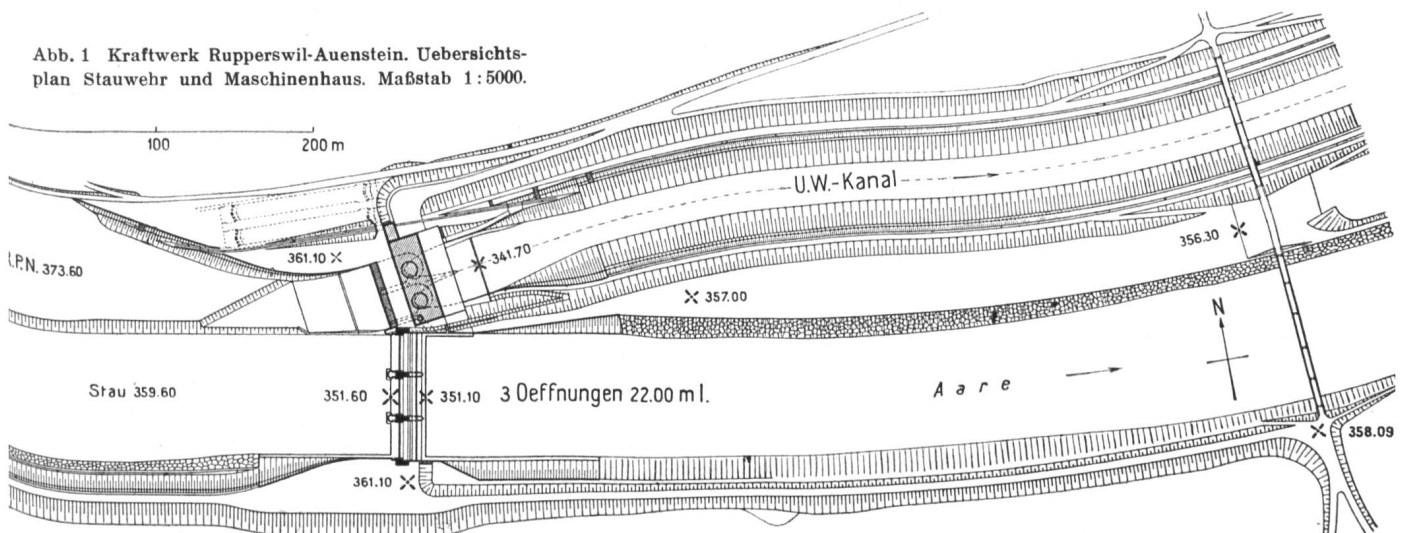 Abb. 1 Kraftwerk Rupperswil-Auenstein. Uebersichts-
plan Stauwehr und Maschinenhaus. Maßstab 1:5000.
100 200 m
U.W.-Kanal
361.10
341.70
356.30
R.P.N. 373.60
357.00
N
Stau 359.60
351.60
351.10
3 Oeffnungen 22.00 m l.
Aare
358.09
361.10